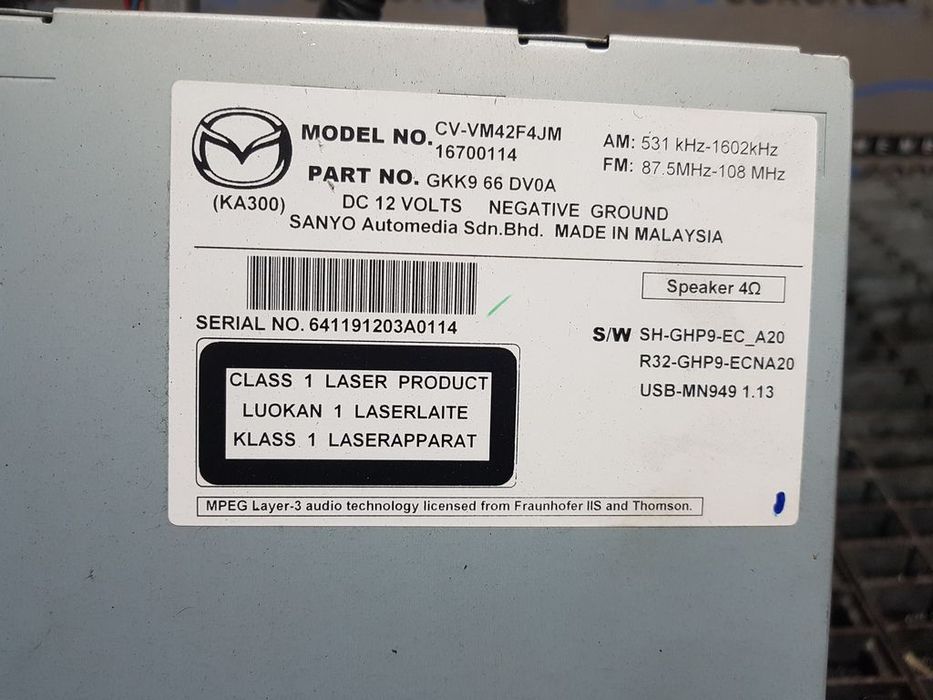 MODEL NO. CV-VM42F4JM
16700114
AM: 531 kHz-1602kHz
FM: 87.5MHz-108 MHz
PART NO. GKK9 66 DV0A
(KA300)
DC 12 VOLTS NEGATIVE GROUND
SANYO Automedia Sdn.Bhd. MADE IN MALAYSIA
Speaker 4Ω
SERIAL NO. 641191203A0114
S/W SH-GHP9-EC_A20
R32-GHP9-ECNA20
USB-MN949 1.13
CLASS 1 LASER PRODUCT
LUOKAN 1 LASERLAITE
KLASS 1 LASERAPPARAT
MPEG Layer-3 audio technology licensed from Fraunhofer IIS and Thomson.